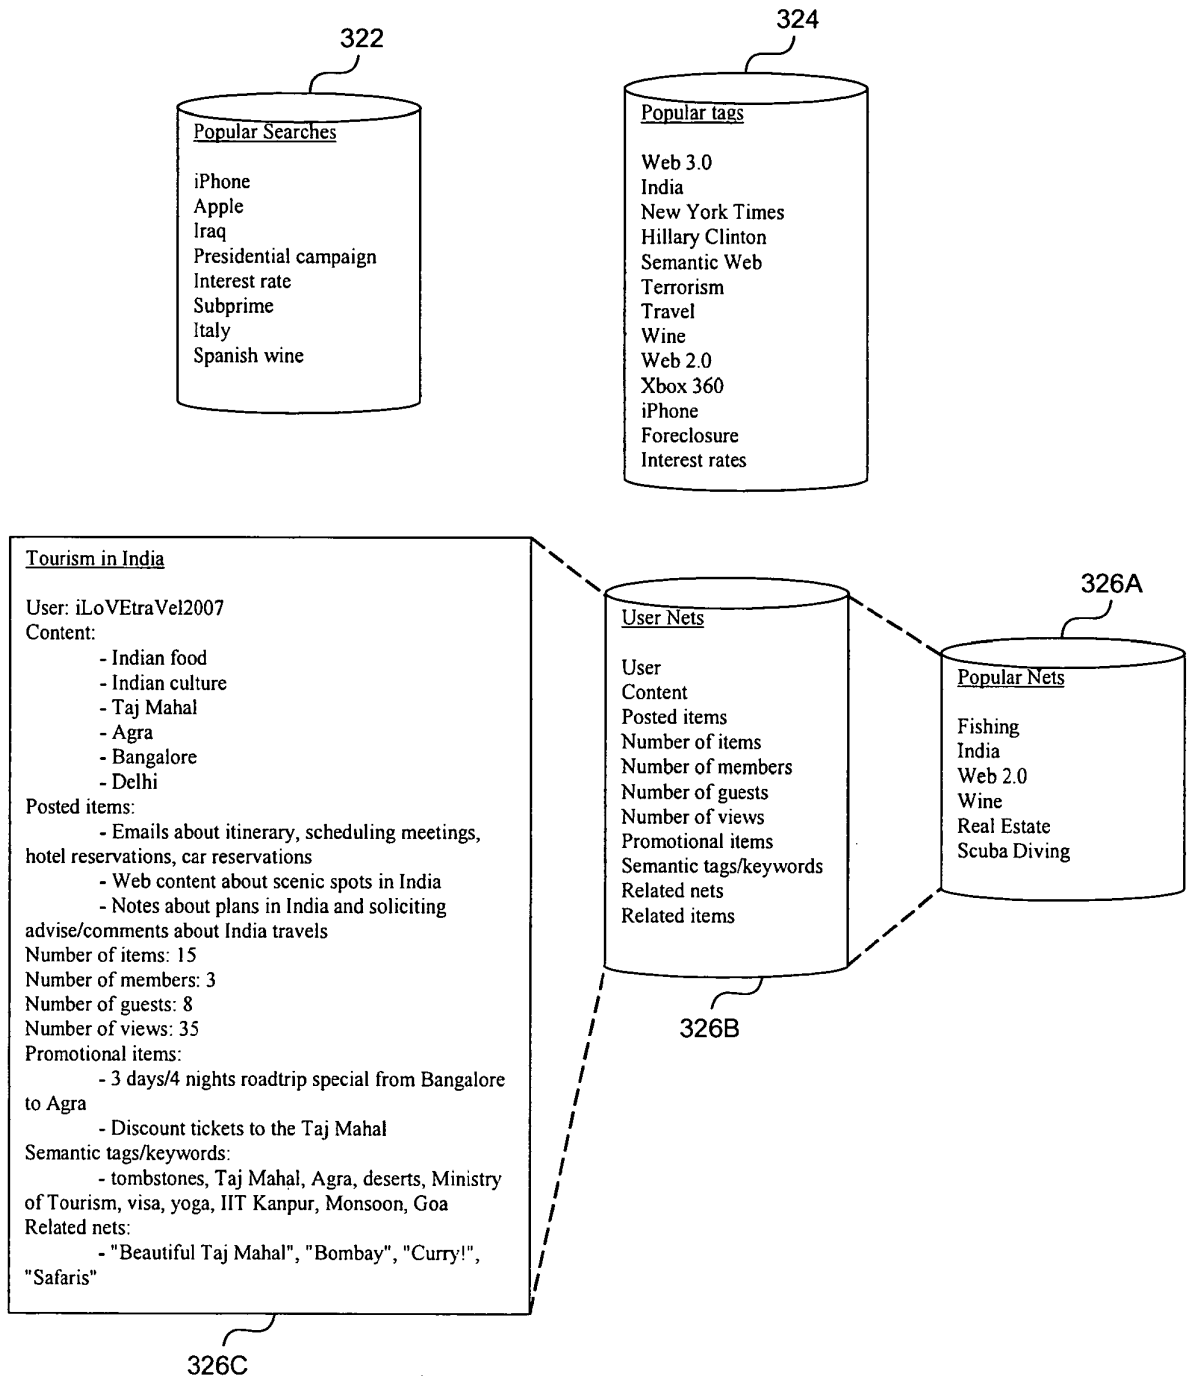 322
Popular Searches
iPhone
Apple
Iraq
Presidential campaign
Interest rate
Subprime
Italy
Spanish wine
324
Popular tags
Web 3.0
India
New York Times
Hillary Clinton
Semantic Web
Terrorism
Travel
Wine
Web 2.0
Xbox 360
iPhone
Foreclosure
Interest rates
Tourism in India
User: iLoVEtraVel2007
Content:
- Indian food
- Indian culture
- Taj Mahal
- Agra
- Bangalore
- Delhi
Posted items:
- Emails about itinerary, scheduling meetings,
hotel reservations, car reservations
- Web content about scenic spots in India
- Notes about plans in India and soliciting
advise/comments about India travels
Number of items: 15
Number of members: 3
Number of guests: 8
Number of views: 35
Promotional items:
- 3 days/4 nights roadtrip special from Bangalore
to Agra
- Discount tickets to the Taj Mahal
Semantic tags/keywords:
- tombstones, Taj Mahal, Agra, deserts, Ministry
of Tourism, visa, yoga, IIT Kanpur, Monsoon, Goa
Related nets:
- "Beautiful Taj Mahal", "Bombay", "Curry!",
"Safaris"
326C
User Nets
User
Content
Posted items
Number of items
Number of members
Number of guests
Number of views
Promotional items
Semantic tags/keywords
Related nets
Related items
326B
326A
Popular Nets
Fishing
India
Web 2.0
Wine
Real Estate
Scuba Diving